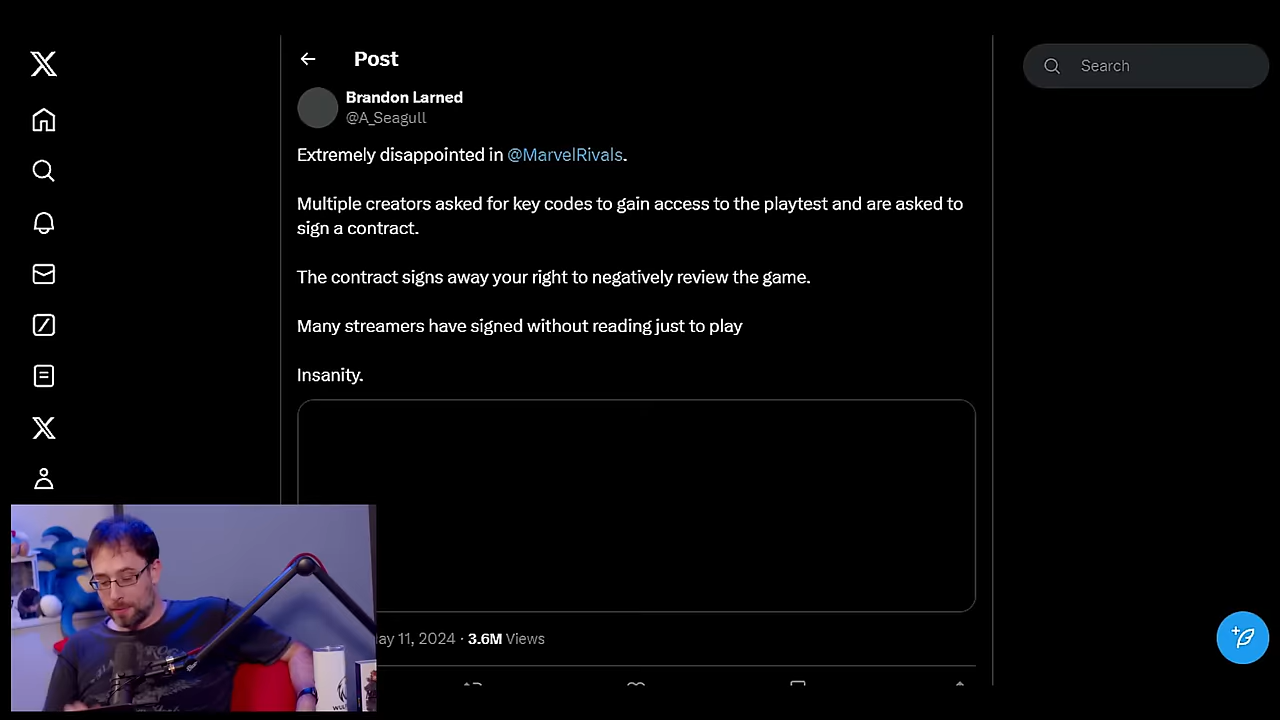 Post
Search
Brandon Larned
@A_Seagull
Extremely disappointed in @MarvelRivals.
Multiple creators asked for key codes to gain access to the playtest and are asked to
sign a contract.
The contract signs away your right to negatively review the game.
Many streamers have signed without reading just to play
Insanity.
11, 2024 · 3.6M Views